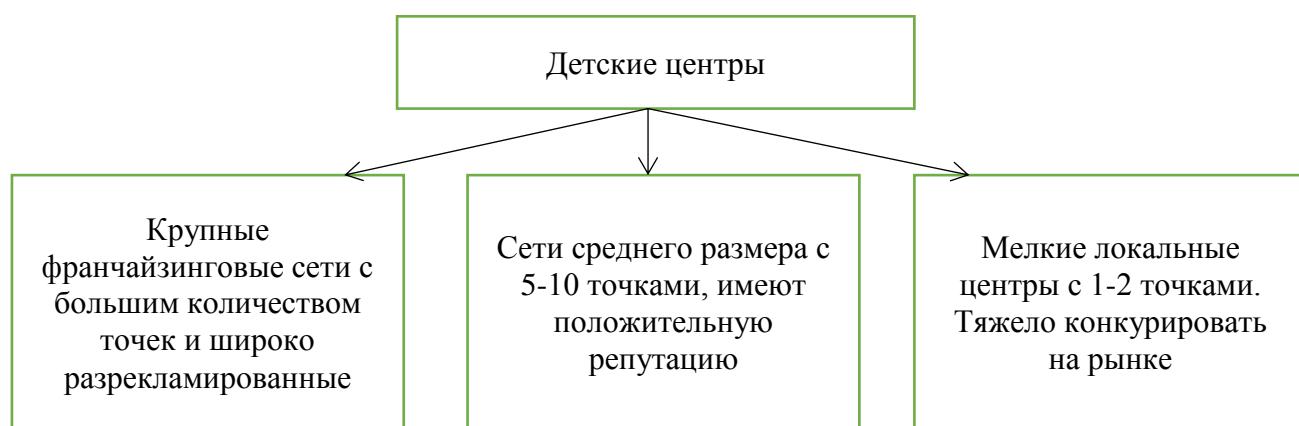 Детские центры
Крупные
франчайзинговые сети с
большим количеством
точек и широко
разрекламированные
Сети среднего размера с
5-10 точками, имеют
положительную
репутацию
Мелкие локальные
центры с 1-2 точками.
Тяжело конкурировать
на рынке